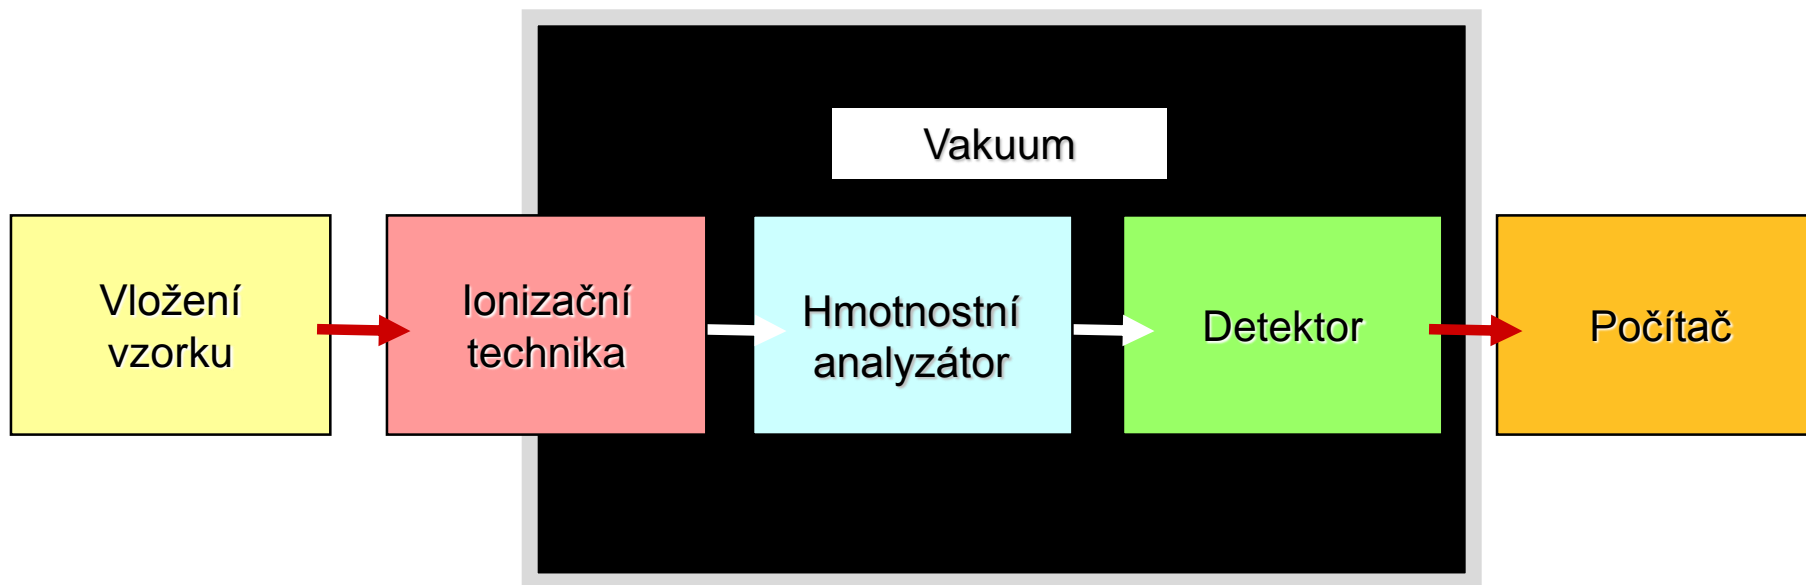 Vakuum
Vložení
vzorku
Ionizační
technika
Hmotnostní
analyzátor
Detektor
Počítač